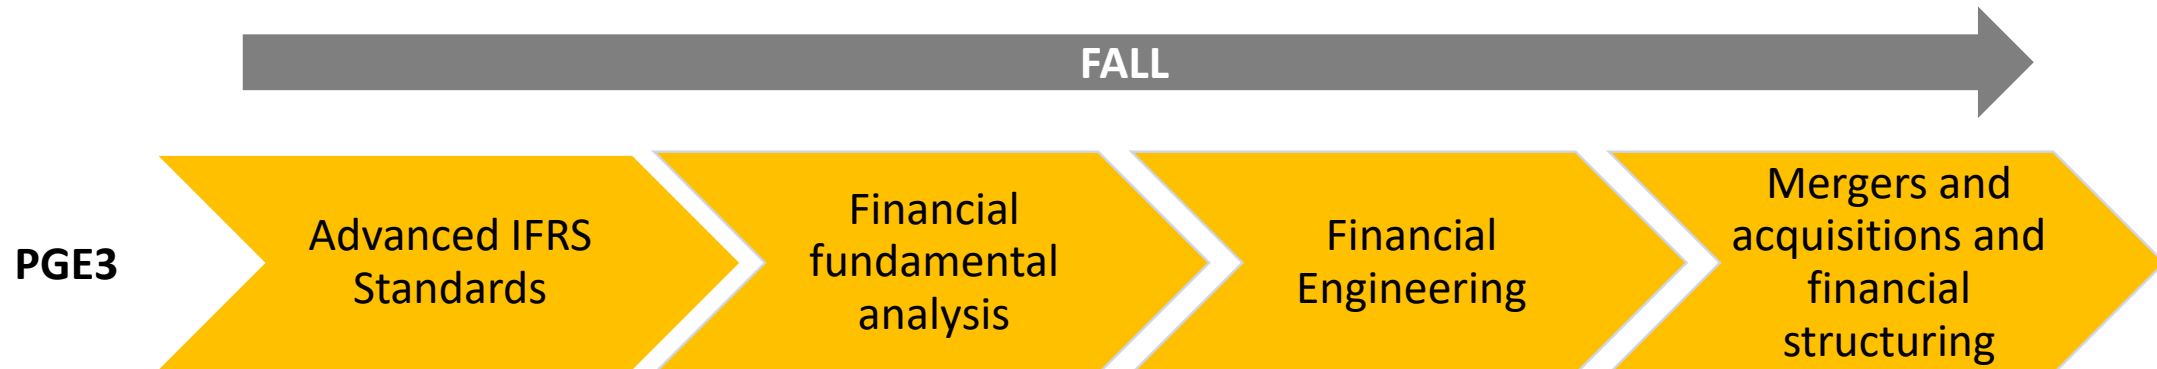 FALL
PGE3
Advanced IFRS
Standards
Financial
fundamental
analysis
Financial
Engineering
Mergers and
acquisitions and
financial
structuring